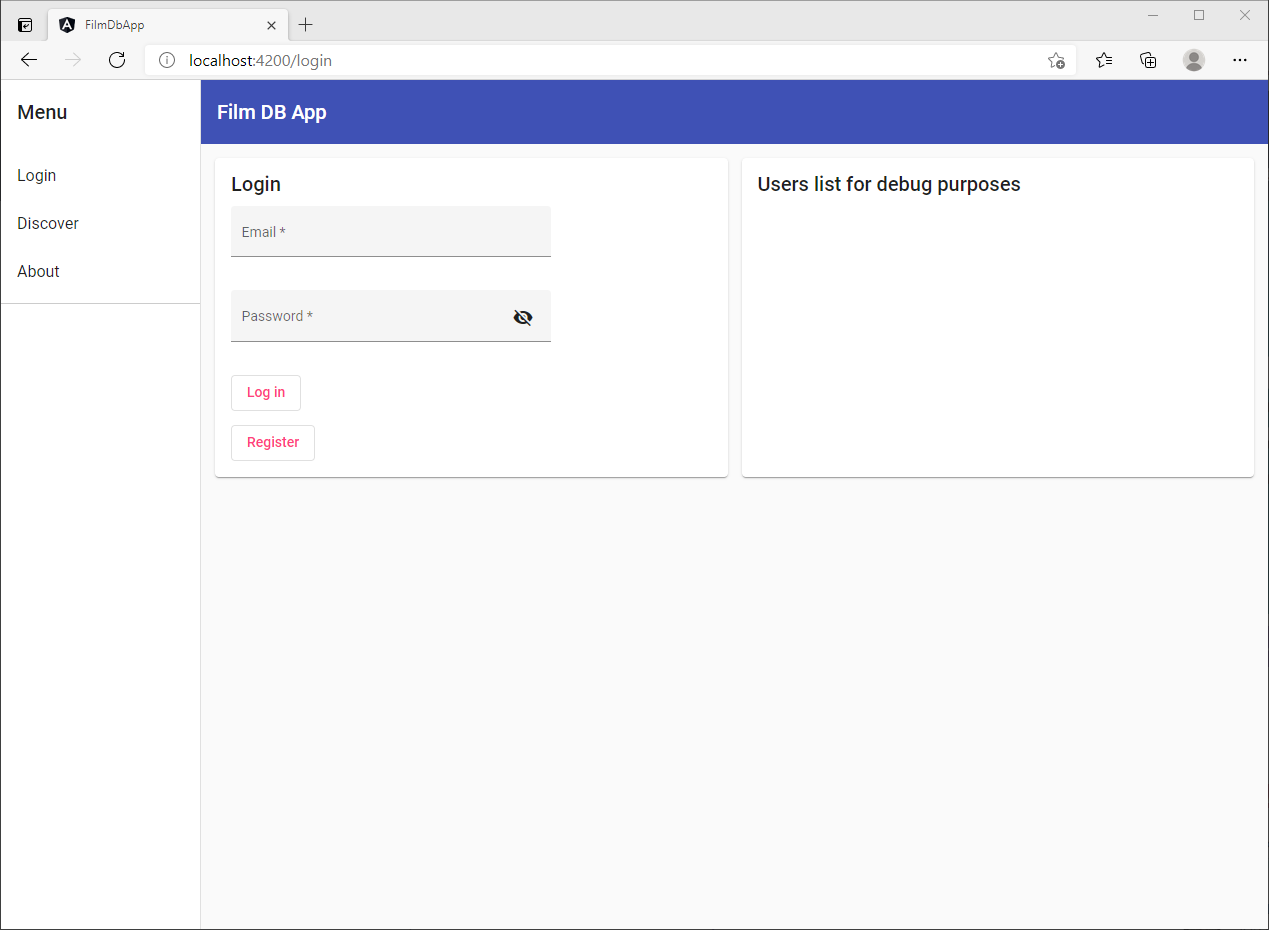 FilmDbApp
localhost:4200/login
Menu
Film DB App
Login
Discover
About
Login
Email *
Password *
Log in
Register
Users list for debug purposes